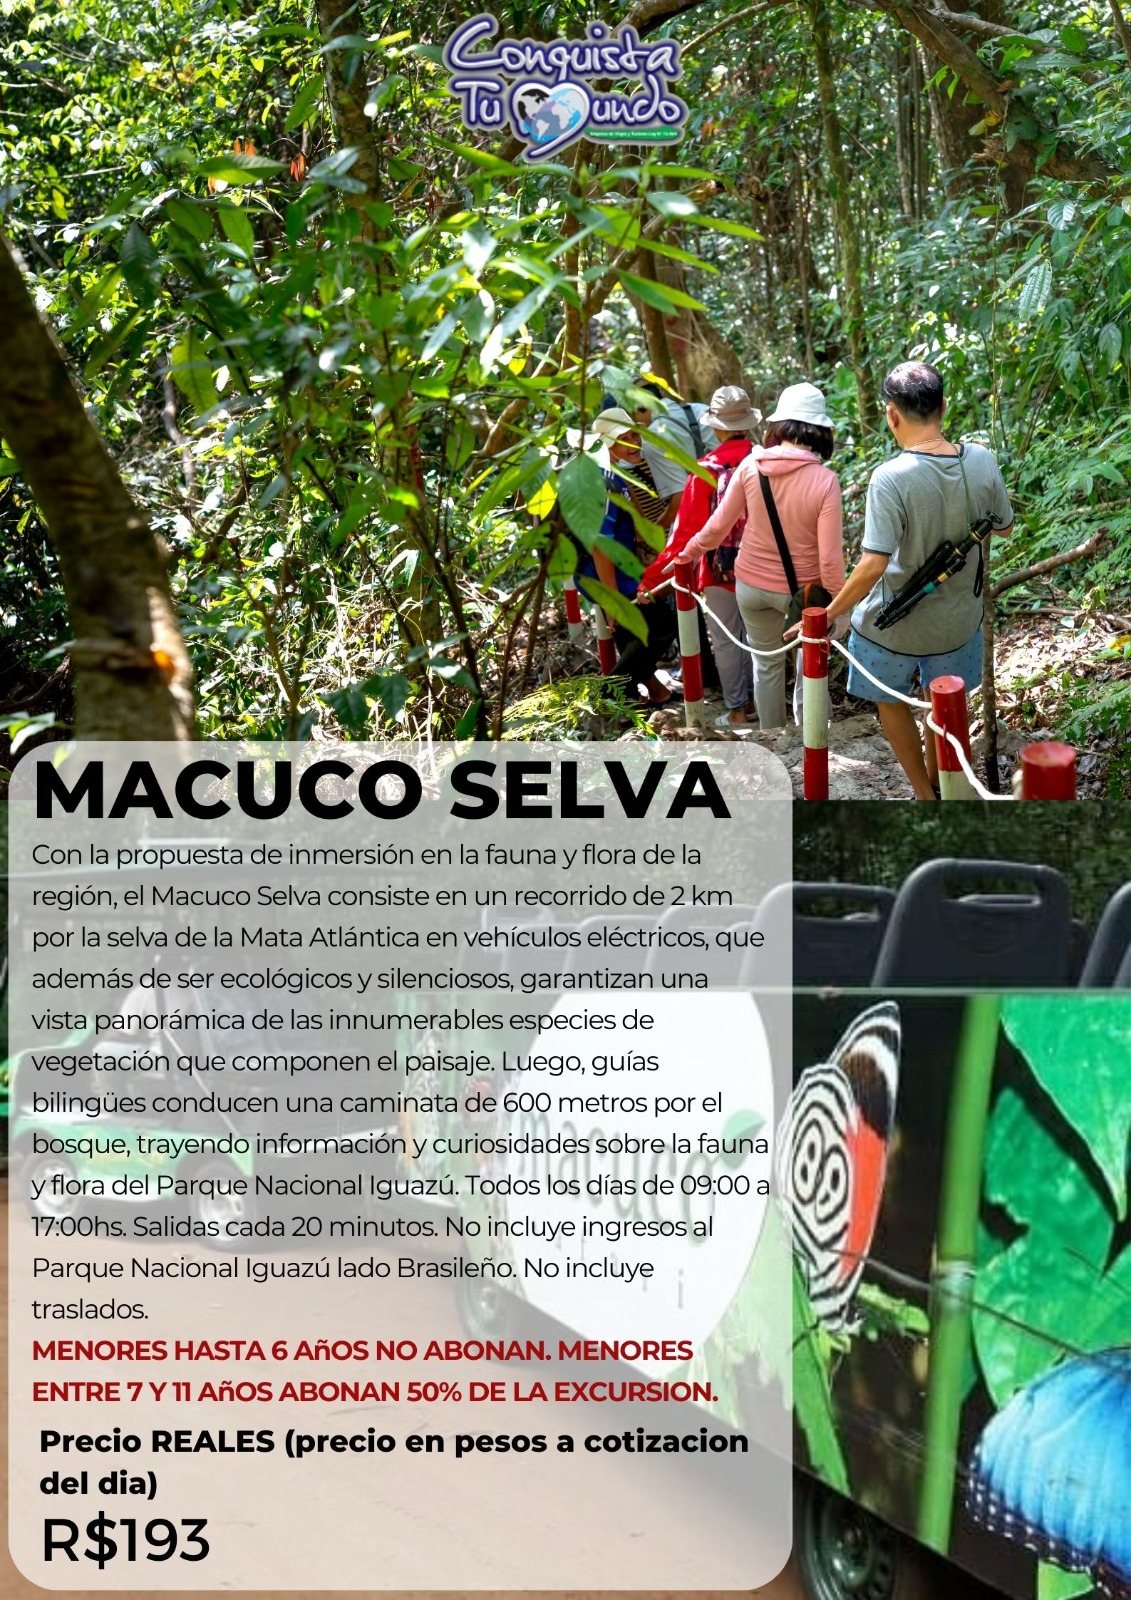 Conquista
Tu Mundo
MACUCO SELVA
Con la propuesta de inmersión en la fauna y flora de la
región, el Macuco Selva consiste en un recorrido de 2 km
por la selva de la Mata Atlántica en vehículos eléctricos, que
además de ser ecológicos y silenciosos, garantizan una
vista panorámica de las innumerables especies de
vegetación que componen el paisaje. Luego, guías
bilingües conducen una caminata de 600 metros por el
bosque, trayendo información y curiosidades sobre la fauna
y flora del Parque Nacional Iguazú. Todos los días de 09:00 a
17:00hs. Salidas cada 20 minutos. No incluye ingresos al
Parque Nacional Iguazú lado Brasileño. No incluye
traslados.
MENORES HASTA 6 AñOS NO ABONAN. MENORES
ENTRE 7 Y 11 AñOS ABONAN 50% DE LA EXCURSION.
Precio REALES (precio en pesos a cotizacion
del dia)
R$193